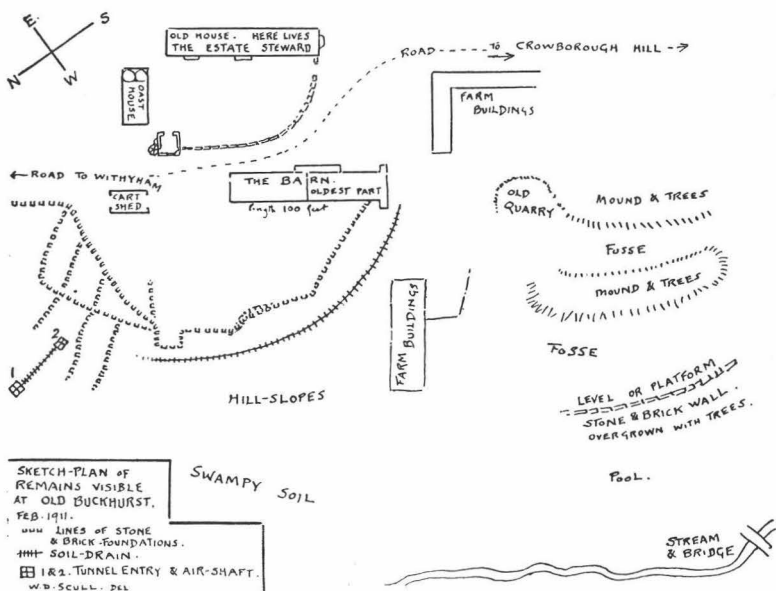 E. S
N W
OLD HOUSE. HERE LIVES
THE ESTATE STEWARD
OAST
HOUSE
ROAD TO CROWBOROUGH HILL →
FARM
BUILDINGS
← ROAD TO WITHYHAM
CART
SHED
THE BARN.
OLDEST PART
length 100 feet
OLD
QUARRY
MOUND & TREES
FUSSE
MOUND & TREES
FARM BUILDINGS
FOSSE
2
1
HILL-SLOPES
LEVEL OR PLATFORM
STONE & BRICK WALL.
OVERGROWN WITH TREES.
SWAMPY SOIL
POOL.
STREAM
& BRIDGE
SKETCH-PLAN OF
REMAINS VISIBLE
AT OLD BUCKHURST.
FEB. 1911.
LINES OF STONE
& BRICK-FOUNDATIONS.
SOIL-DRAIN.
1&2. TUNNEL ENTRY & AIR-SHAFT.
W.D. SCULL. DEL